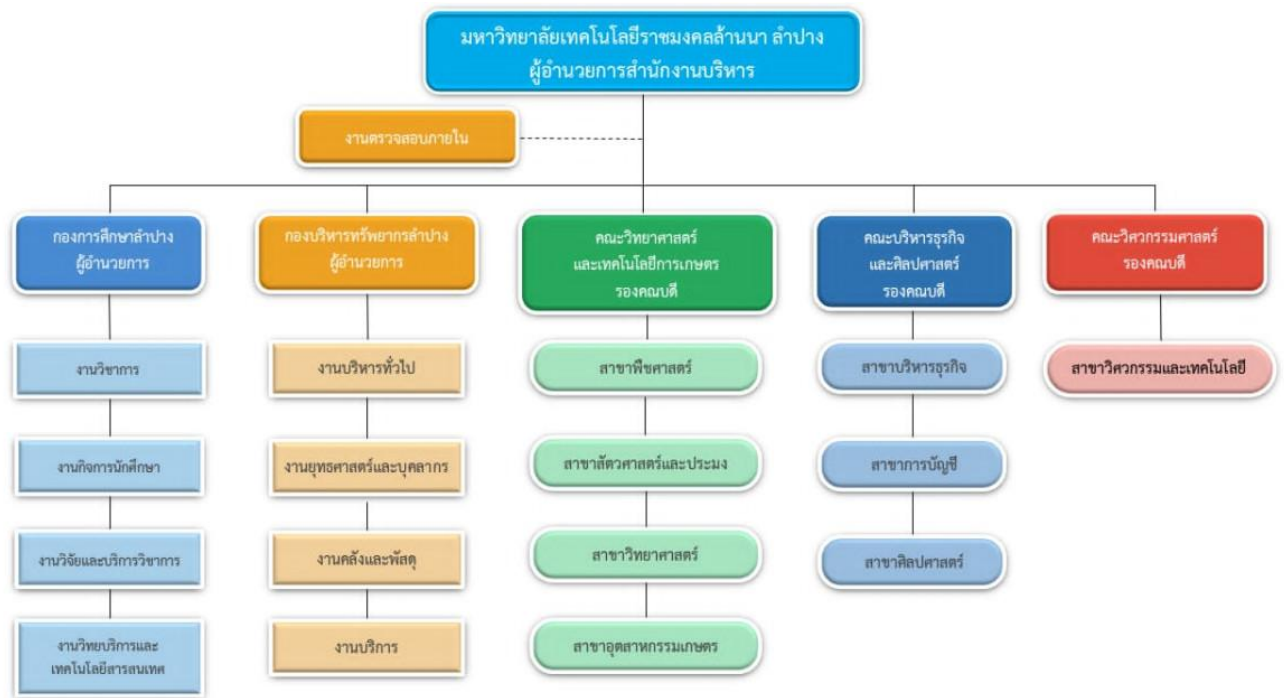 มหาวิทยาลัยเทคโนโลยีราชมงคลล้านนา ลำปาง
ผู้อำนวยการสำนักงานบริหาร
งานตรวจสอบภายใน
กองการศึกษาลำปาง
ผู้อำนวยการ
กองบริหารทรัพยากรลำปาง
ผู้อำนวยการ
คณะวิทยาศาสตร์
และเทคโนโลยีการเกษตร
รองคณบดี
คณะบริหารธุรกิจ
และศิลปศาสตร์
รองคณบดี
คณะวิศวกรรมศาสตร์
รองคณบดี
งานวิชาการ
งานบริหารทั่วไป
สาขาพืชศาสตร์
สาขาบริหารธุรกิจ
สาขาวิศวกรรมและเทคโนโลยี
งานกิจการนักศึกษา
งานยุทธศาสตร์และบุคลากร
สาขาสัตวศาสตร์และประมง
สาขาการบัญชี
งานวิจัยและบริการวิชาการ
งานคลังและพัสดุ
สาขาวิทยาศาสตร์
สาขาศิลปศาสตร์
งานวิทยบริการและ
เทคโนโลยีสารสนเทศ
งานบริการ
สาขาอุตสาหกรรมเกษตร